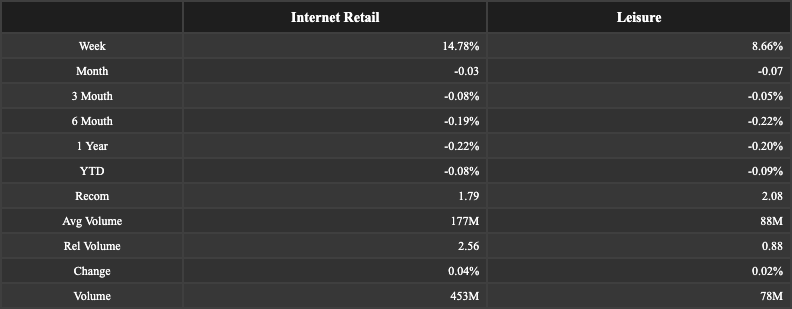 Internet Retail Leisure
Week 14.78% 8.66%
Month -0.03 -0.07
3 Mouth -0.08% -0.05%
6 Mouth -0.19% -0.22%
1 Year -0.22% -0.20%
YTD -0.08% -0.09%
Recom 1.79 2.08
Avg Volume 177M 88M
Rel Volume 2.56 0.88
Change 0.04% 0.02%
Volume 453M 78M